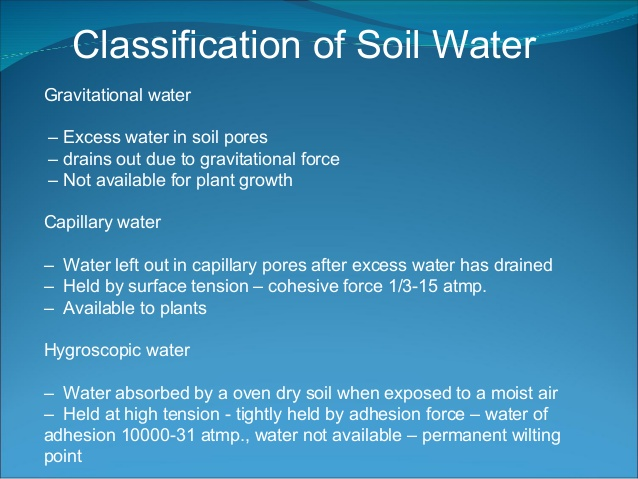 Classification of Soil Water
Gravitational water
– Excess water in soil pores
– drains out due to gravitational force
– Not available for plant growth
Capillary water
– Water left out in capillary pores after excess water has drained
– Held by surface tension – cohesive force 1/3-15 atmp.
– Available to plants
Hygroscopic water
– Water absorbed by a oven dry soil when exposed to a moist air
– Held at high tension - tightly held by adhesion force – water of
adhesion 10000-31 atmp., water not available – permanent wilting
point